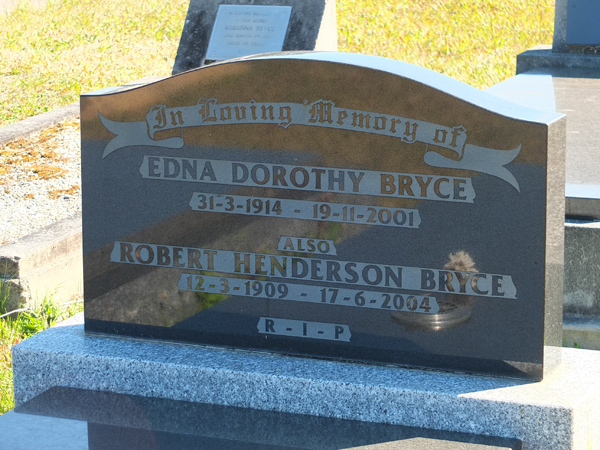 In Loving Memory of
EDNA DOROTHY BRYCE
31-3-1914 - 19-11-2001
ALSO
ROBERT HENDERSON BRYCE
12-3-1909 - 17-6-2004
R-I-P